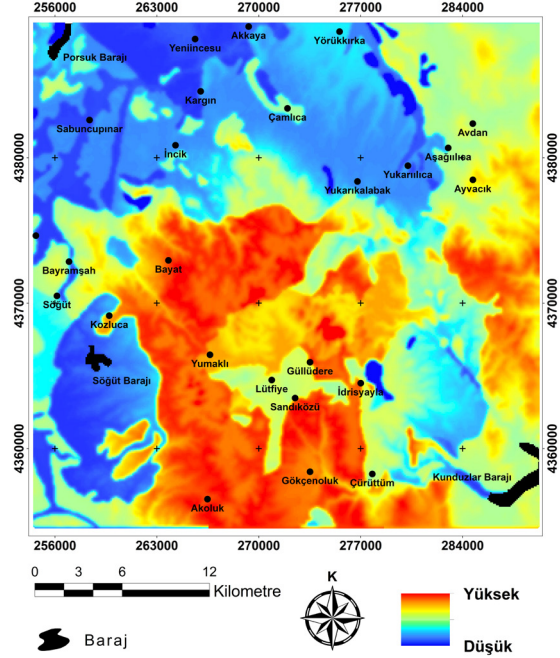 256000 263000 270000 277000 284000
Akkaya
Yörükkırka
Yeniincesu
Porsuk Barajı
Kargın
Çamlıca
Sabuncupınar
Avdan
İncik
Aşağıılıca
4380000 4380000
Yukarıılıca
Yukarıkalabak
Ayvacık
Bayramşah
Bayat
Söğüt
4370000 4370000
Kozluca
Yumaklı
Güllüdere
Söğüt Barajı
Lütfiye
İdrisyayla
Sandıközü
4360000 4360000
Gökçenoluk
Çürüttüm
Kunduzlar Barajı
Akoluk
256000 263000 270000 277000 284000
0 3 6 12
Kilometre
K
Yüksek
Baraj
Düşük